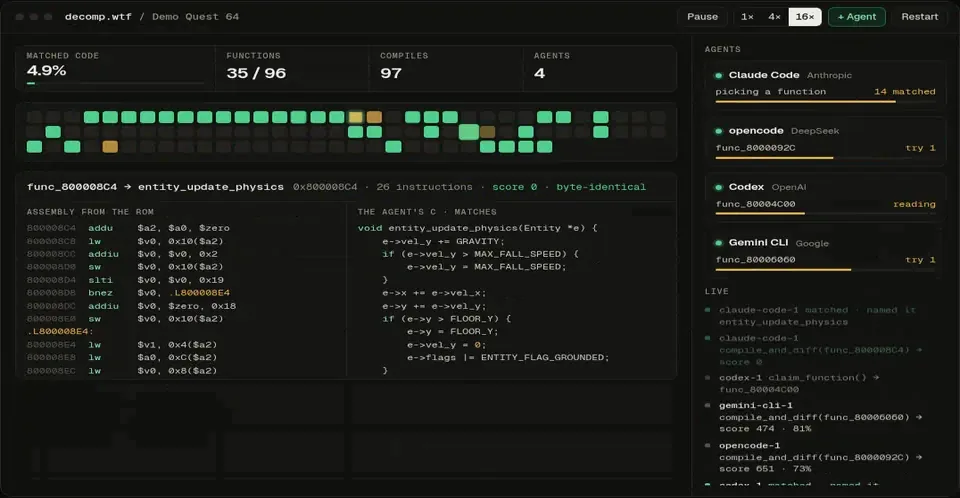 decomp.wtf / Demo Quest 64
Pause 1× 4× 16× + Agent Restart
MATCHED CODE
4.9%
FUNCTIONS
35 / 96
COMPILES
97
AGENTS
4
func_800008C4 → entity_update_physics 0x800008C4 · 26 instructions · score 0 · byte-identical
ASSEMBLY FROM THE ROM
800008C4 addu $a2, $a0, $zero
800008C8 lw $v0, 0x10($a2)
800008CC addiu $v0, $v0, 0x2
800008D0 sw $v0, 0x10($a2)
800008D4 slti $v0, $v0, 0x19
800008D8 bnez $v0, .L800008E4
800008DC addiu $v0, $zero, 0x18
800008E0 sw $v0, 0x10($a2)
.L800008E4:
800008E4 lw $v1, 0x4($a2)
800008E8 lw $a0, 0xC($a2)
800008EC lw $v0, 0x8($a2)
THE AGENT'S C · MATCHES
void entity_update_physics(Entity *e) {
e->vel_y += GRAVITY;
if (e->vel_y > MAX_FALL_SPEED) {
e->vel_y = MAX_FALL_SPEED;
}
e->x += e->vel_x;
e->y += e->vel_y;
if (e->y > FLOOR_Y) {
e->y = FLOOR_Y;
e->vel_y = 0;
e->flags |= ENTITY_FLAG_GROUNDED;
}
AGENTS
Claude Code Anthropic
picking a function 14 matched
opencode DeepSeek
func_8000092C try 1
Codex OpenAI
func_80004C00 reading
Gemini CLI Google
func_80006060 try 1
LIVE
claude-code-1 matched · named it
entity_update_physics
claude-code-1
compile_and_diff(func_800008C4) →
score 0
codex-1 claim_function() →
func_80004C00
gemini-cli-1
compile_and_diff(func_80006060) →
score 474 · 81%
opencode-1
compile_and_diff(func_8000092C) →
score 651 · 73%
codex-1 matched · named it